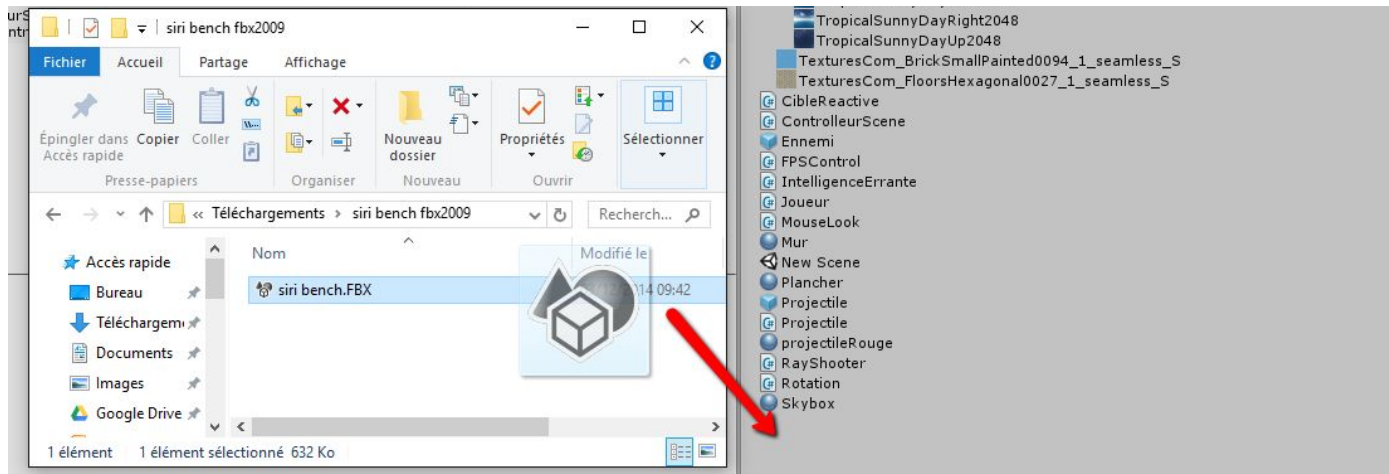 siri bench fbx2009
Fichier Accueil Partage Affichage
Épingler dans Accès rapide
Copier
Coller
Nouveau dossier
Propriétés
Sélectionner
Presse-papiers Organiser Nouveau Ouvrir
« Téléchargements › siri bench fbx2009
Recherch...
Accès rapide
Bureau
Documents
Images
Google Drive
Nom Modifié le
siri bench.FBX 2014 09:42
1 élément 1 élément sélectionné 632 Ko
TropicalSunnyDayRight2048
TropicalSunnyDayUp2048
TexturesCom_BrickSmallPainted0094_1_seamless_S
TexturesCom_FloorsHexagonal0027_1_seamless_S
CibleReactive
ControlleurScene
Ennemi
FPSControl
IntelligenceErrante
Joueur
MouseLook
Mur
New Scene
Plancher
Projectile
Projectile
projectileRouge
RayShooter
Rotation
Skybox